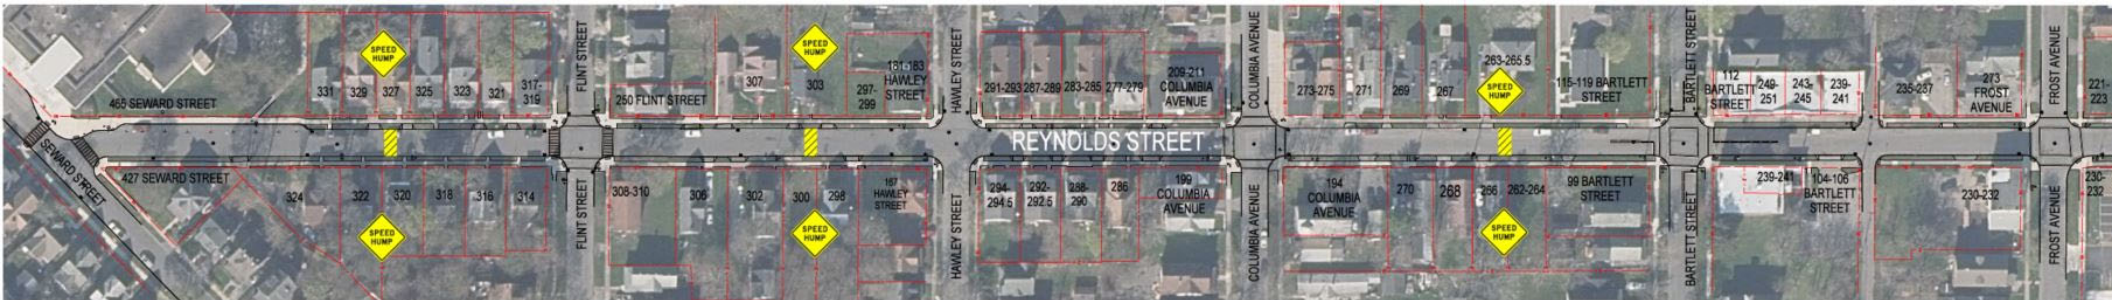 SPEED
HUMP
SPEED
HUMP
SPEED
HUMP
465 SEWARD STREET
331
329
327
325
323
321
317-
319
FLINT STREET
250 FLINT STREET
307
303
297-
299
181-183
HAWLEY
STREET
HAWLEY STREET
291-293
287-289
283-285
277-279
209-211
COLUMBIA
AVENUE
COLUMBIA AVENUE
273-275
271
269
267
263-265.5
115-119 BARTLETT
STREET
BARTLETT STREET
112
BARTLETT
STREET
249-
251
243-
245
239-
241
235-237
273
FROST
AVENUE
FROST AVENUE
221-
223
REYNOLDS STREET
SEWARD STREET
427 SEWARD STREET
324
322
320
318
316
314
FLINT STREET
308-310
306
302
300
298
167
HAWLEY
STREET
HAWLEY STREET
294-
294.5
292-
292.5
288-
290
286
199
COLUMBIA
AVENUE
COLUMBIA AVENUE
194
COLUMBIA
AVENUE
270
268
266
262-264
99 BARTLETT
STREET
BARTLETT STREET
239-241
104-106
BARTLETT
STREET
230-232
FROST AVENUE
230-
232
SPEED
HUMP
SPEED
HUMP
SPEED
HUMP